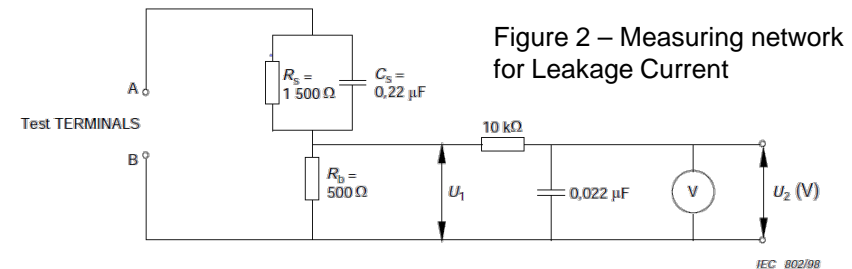 Figure 2 – Measuring network
for Leakage Current
Rs =
1 500 Ω
Cs =
0,22 µF
A
Test TERMINALS
B
10 kΩ
Rb =
500 Ω
U1
0,022 µF
V
U2 (V)
IEC 802/98